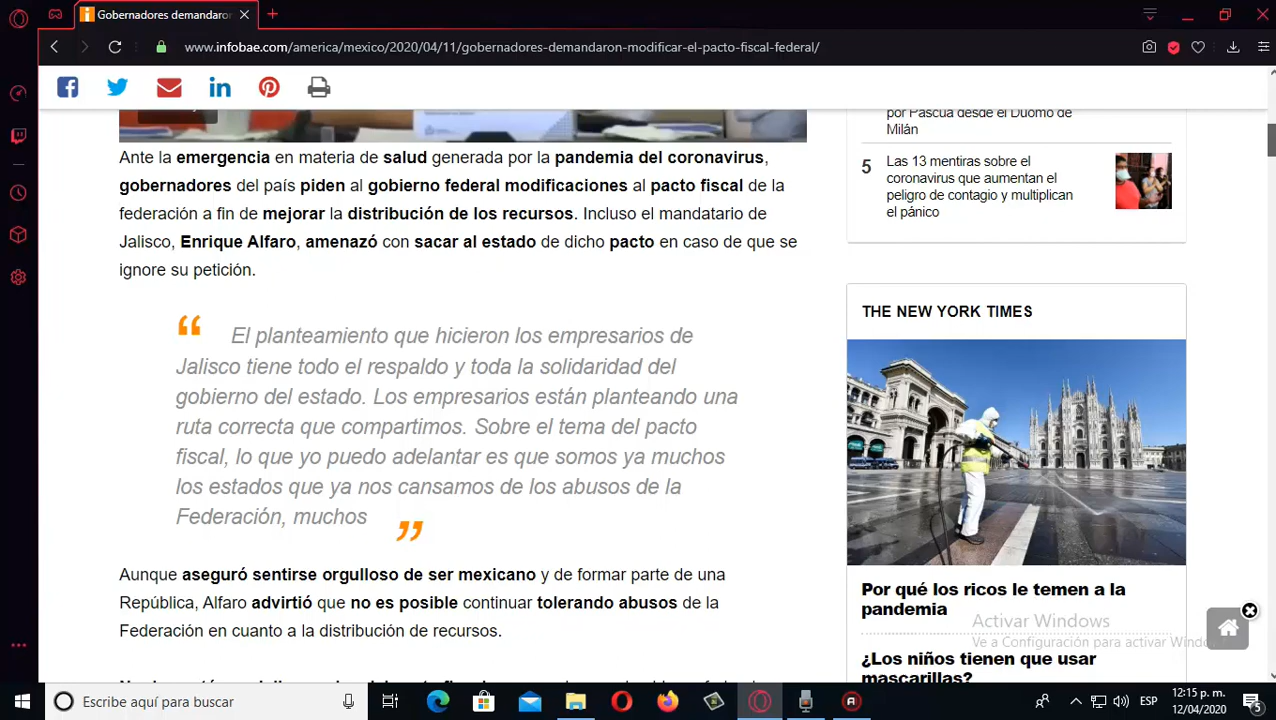 Gobernadores demandaron
www.infobae.com/america/mexico/2020/04/11/gobernadores-demandaron-modificar-el-pacto-fiscal-federal/
Ante la emergencia en materia de salud generada por la pandemia del coronavirus,
gobernadores del país piden al gobierno federal modificaciones al pacto fiscal de la
federación a fin de mejorar la distribución de los recursos. Incluso el mandatario de
Jalisco, Enrique Alfaro, amenazó con sacar al estado de dicho pacto en caso de que se
ignore su petición.
“ El planteamiento que hicieron los empresarios de
Jalisco tiene todo el respaldo y toda la solidaridad del
gobierno del estado. Los empresarios están planteando una
ruta correcta que compartimos. Sobre el tema del pacto
fiscal, lo que yo puedo adelantar es que somos ya muchos
los estados que ya nos cansamos de los abusos de la
Federación, muchos ”
Aunque aseguró sentirse orgulloso de ser mexicano y de formar parte de una
República, Alfaro advirtió que no es posible continuar tolerando abusos de la
Federación en cuanto a la distribución de recursos.
por Pascua desde el Duomo de
Milán
5
Las 13 mentiras sobre el
coronavirus que aumentan el
peligro de contagio y multiplican
el pánico
THE NEW YORK TIMES
Por qué los ricos le temen a la
pandemia
¿Los niños tienen que usar
mascarillas?
Activar Windows
Ve a Configuración para activar Windo
Escribe aquí para buscar
ESP
12:15 p. m.
12/04/2020
5